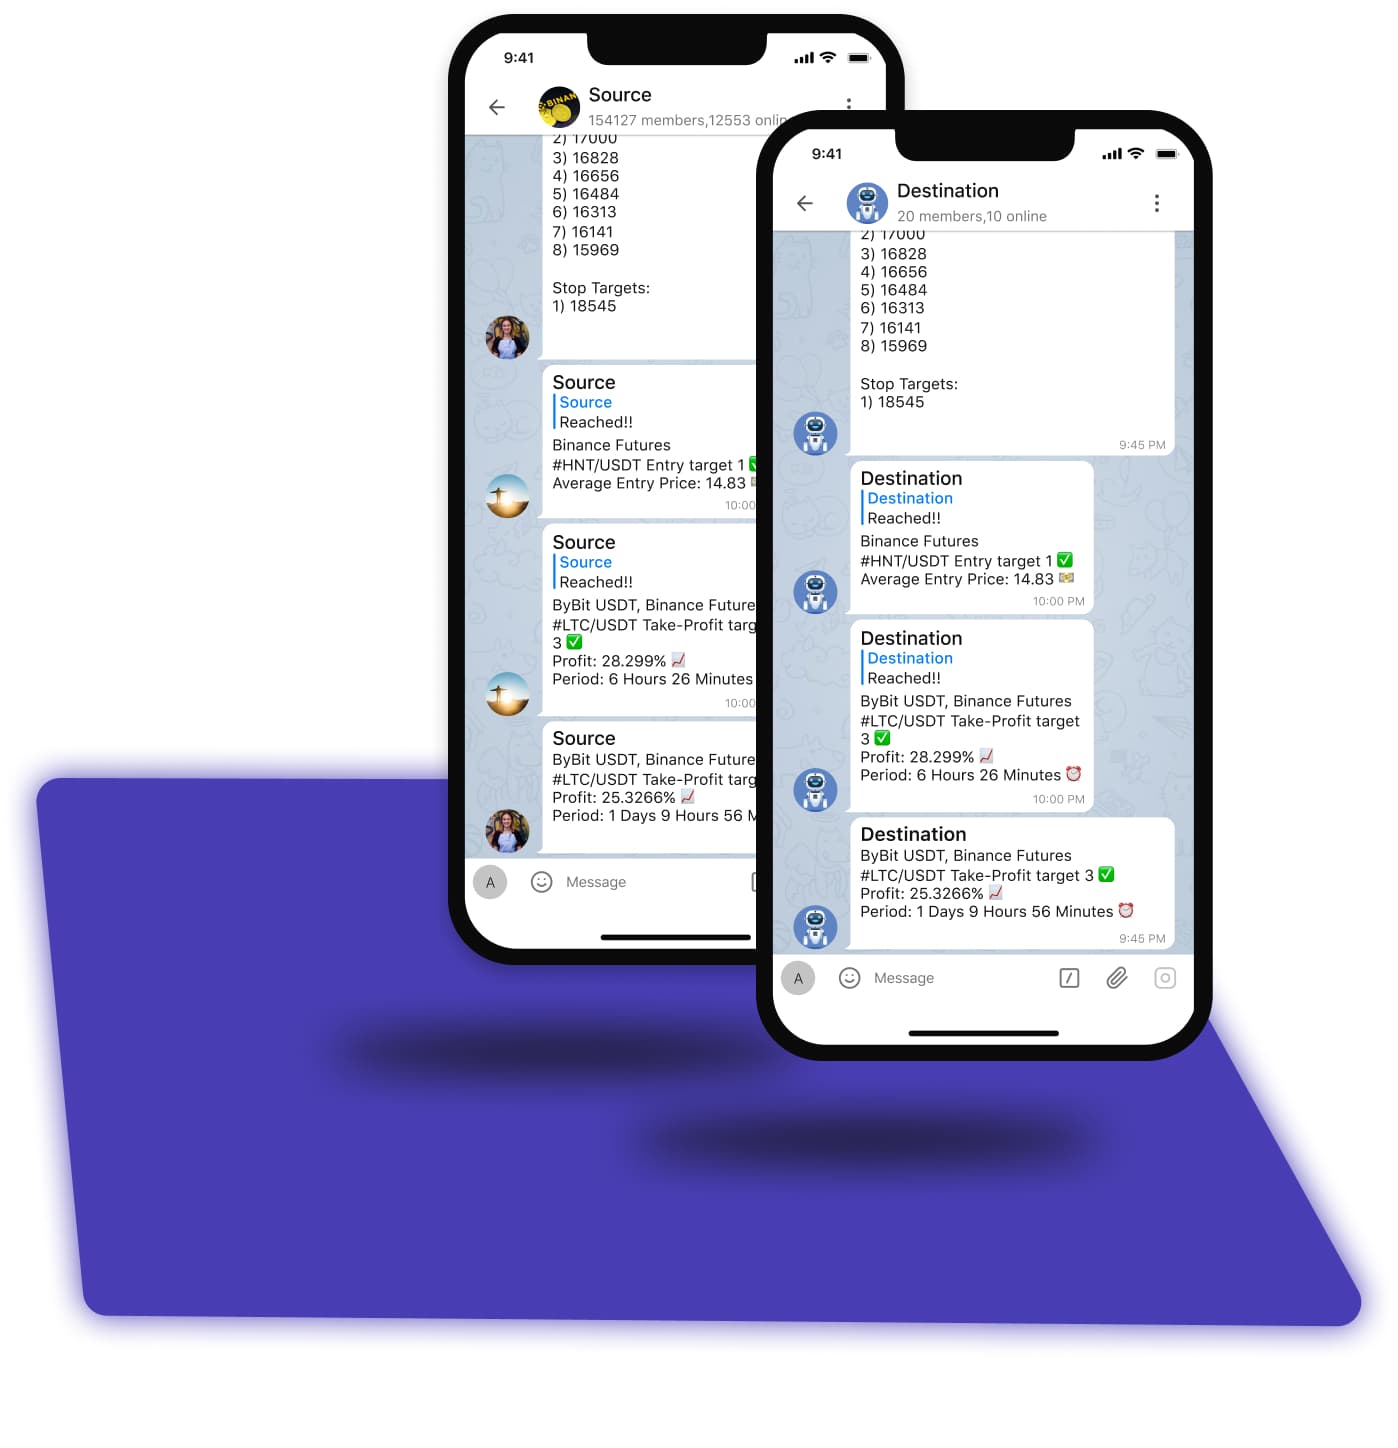 9:41
BINAN
Source
154127 members,12553 onlin
2) 17000
3) 16828
4) 16656
5) 16484
6) 16313
7) 16141
8) 15969
Stop Targets:
1) 18545
Source
Source
Reached!!
Binance Futures
#HNT/USDT Entry target 1 ✅
Average Entry Price: 14.83
10:00
Source
Source
Reached!!
ByBit USDT, Binance Future
#LTC/USDT Take-Profit targ
3 ✅
Profit: 28.299% 📈
Period: 6 Hours 26 Minutes
10:00
Source
ByBit USDT, Binance Future
#LTC/USDT Take-Profit targ
Profit: 25.3266% 📈
Period: 1 Days 9 Hours 56 M
A
Message
9:41
Destination
20 members,10 online
2) 17000
3) 16828
4) 16656
5) 16484
6) 16313
7) 16141
8) 15969
Stop Targets:
1) 18545
9:45 PM
Destination
Destination
Reached!!
Binance Futures
#HNT/USDT Entry target 1 ✅
Average Entry Price: 14.83 💵
10:00 PM
Destination
Destination
Reached!!
ByBit USDT, Binance Futures
#LTC/USDT Take-Profit target
3 ✅
Profit: 28.299% 📈
Period: 6 Hours 26 Minutes ⏰
10:00 PM
Destination
ByBit USDT, Binance Futures
#LTC/USDT Take-Profit target 3 ✅
Profit: 25.3266% 📈
Period: 1 Days 9 Hours 56 Minutes ⏰
9:45 PM
A
Message